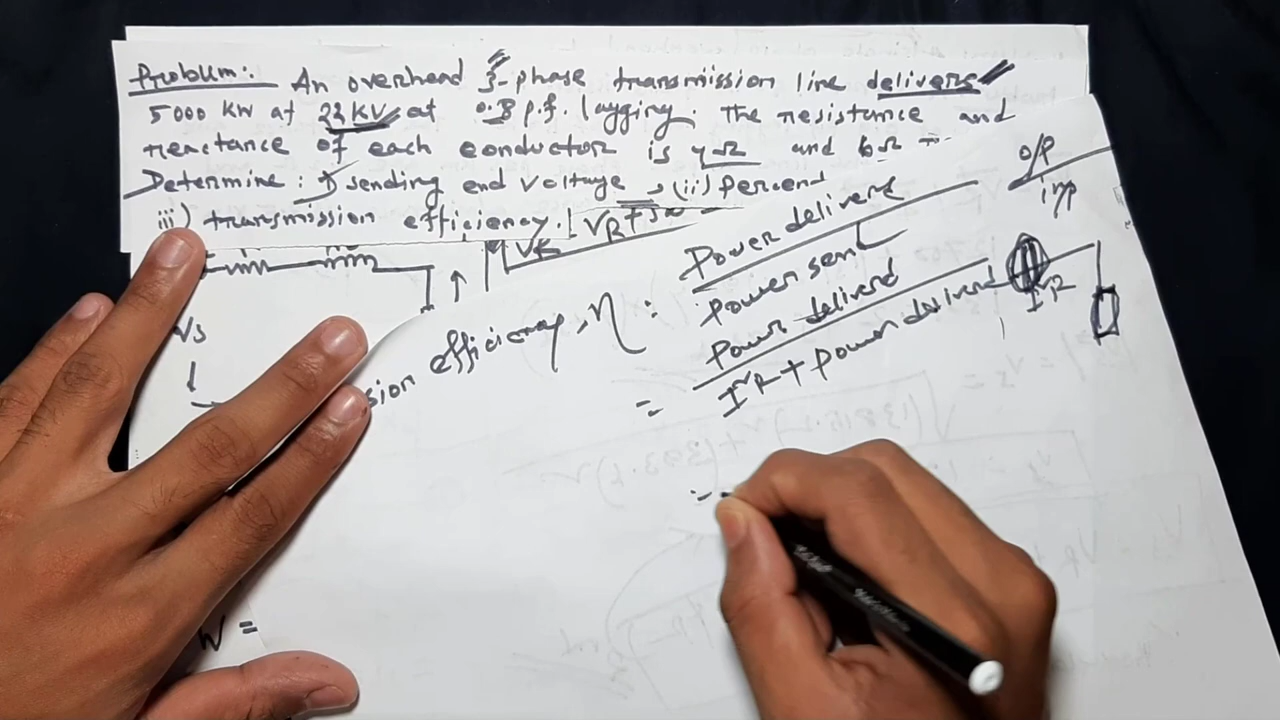 Problem: An overhead 3-phase transmission line delivers
5000 KW at 22 KV at 0.8 p.f. lagging. The resistance and
reactance of each conductor is 4Ω and 6Ω
Determine: i) sending end voltage, (ii) percent
iii) transmission efficiency.
VR
o/p
i/p
Vs
sion efficiency, η :
Power delivered
Power sent
= Power delivered
I²R + power delivered
I²R
W =